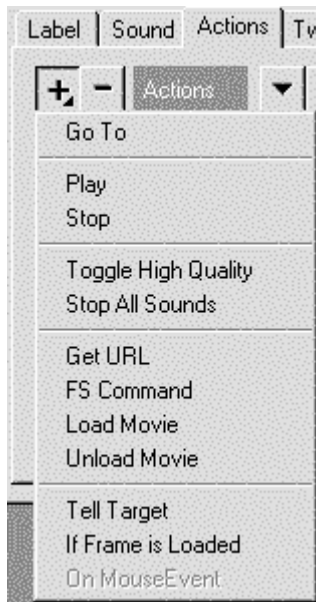 Label Sound Actions Tw
+ - Actions
Go To
Play
Stop
Toggle High Quality
Stop All Sounds
Get URL
FS Command
Load Movie
Unload Movie
Tell Target
If Frame is Loaded
On MouseEvent